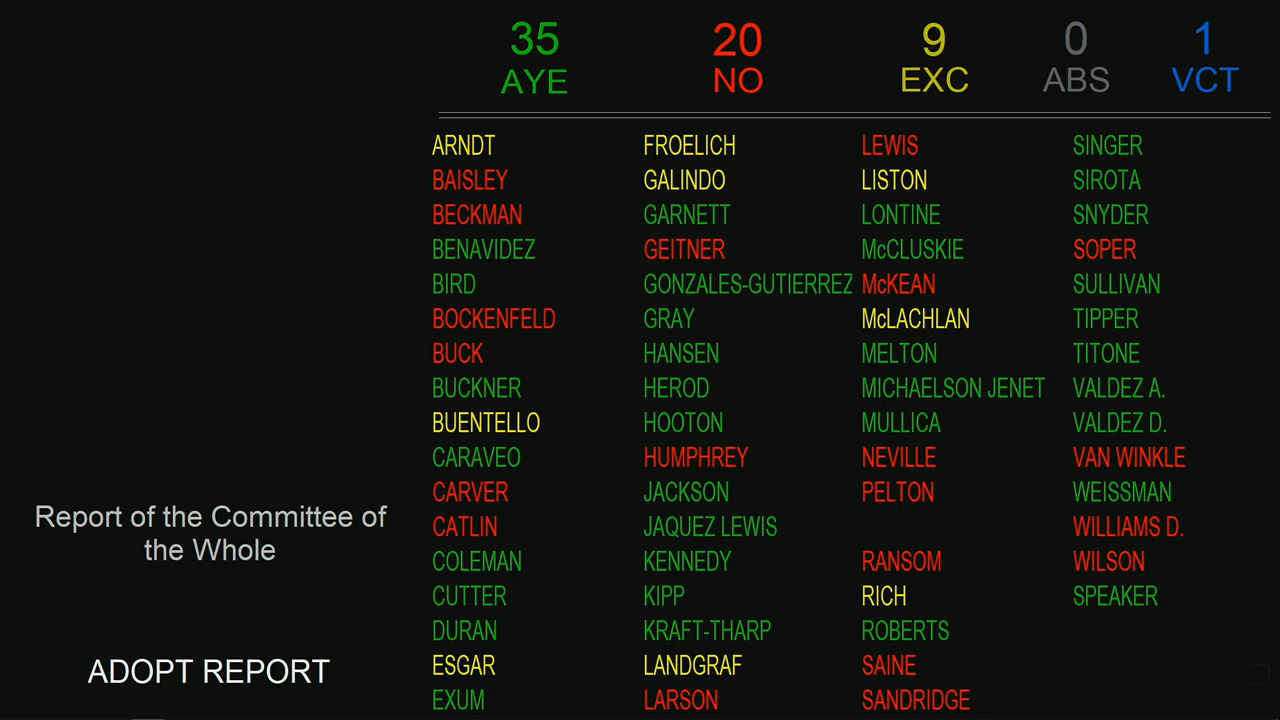 35 20 9 0 1
AYE NO EXC ABS VCT
ARNDT FROELICH LEWIS SINGER
BAISLEY GALINDO LISTON SIROTA
BECKMAN GARNETT LONTINE SNYDER
BENAVIDEZ GEITNER McCLUSKIE SOPER
BIRD GONZALES-GUTIERREZ McKEAN SULLIVAN
BOCKENFELD GRAY McLACHLAN TIPPER
BUCK HANSEN MELTON TITONE
BUCKNER HEROD MICHAELSON JENET VALDEZ A.
BUENTELLO HOOTON MULLICA VALDEZ D.
CARAVEO HUMPHREY NEVILLE VAN WINKLE
CARVER JACKSON PELTON WEISSMAN
CATLIN JAQUEZ LEWIS WILLIAMS D.
COLEMAN KENNEDY RANSOM WILSON
CUTTER KIPP RICH SPEAKER
DURAN KRAFT-THARP ROBERTS
ESGAR LANDGRAF SAINE
EXUM LARSON SANDRIDGE
Report of the Committee of
the Whole
ADOPT REPORT